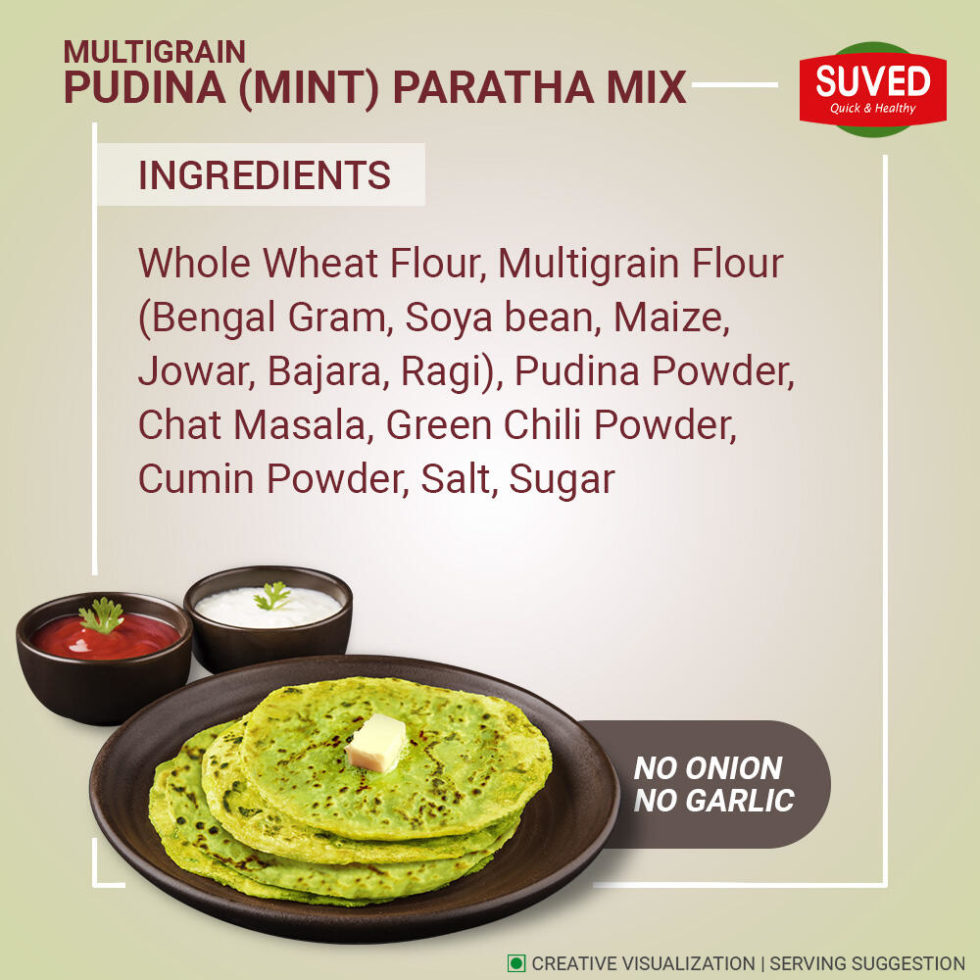 MULTIGRAIN
PUDINA (MINT) PARATHA MIX
SUVED
Quick & Healthy
INGREDIENTS
Whole Wheat Flour, Multigrain Flour
(Bengal Gram, Soya bean, Maize,
Jowar, Bajara, Ragi), Pudina Powder,
Chat Masala, Green Chili Powder,
Cumin Powder, Salt, Sugar
NO ONION
NO GARLIC
CREATIVE VISUALIZATION | SERVING SUGGESTION